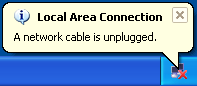 Local Area Connection
A network cable is unplugged.